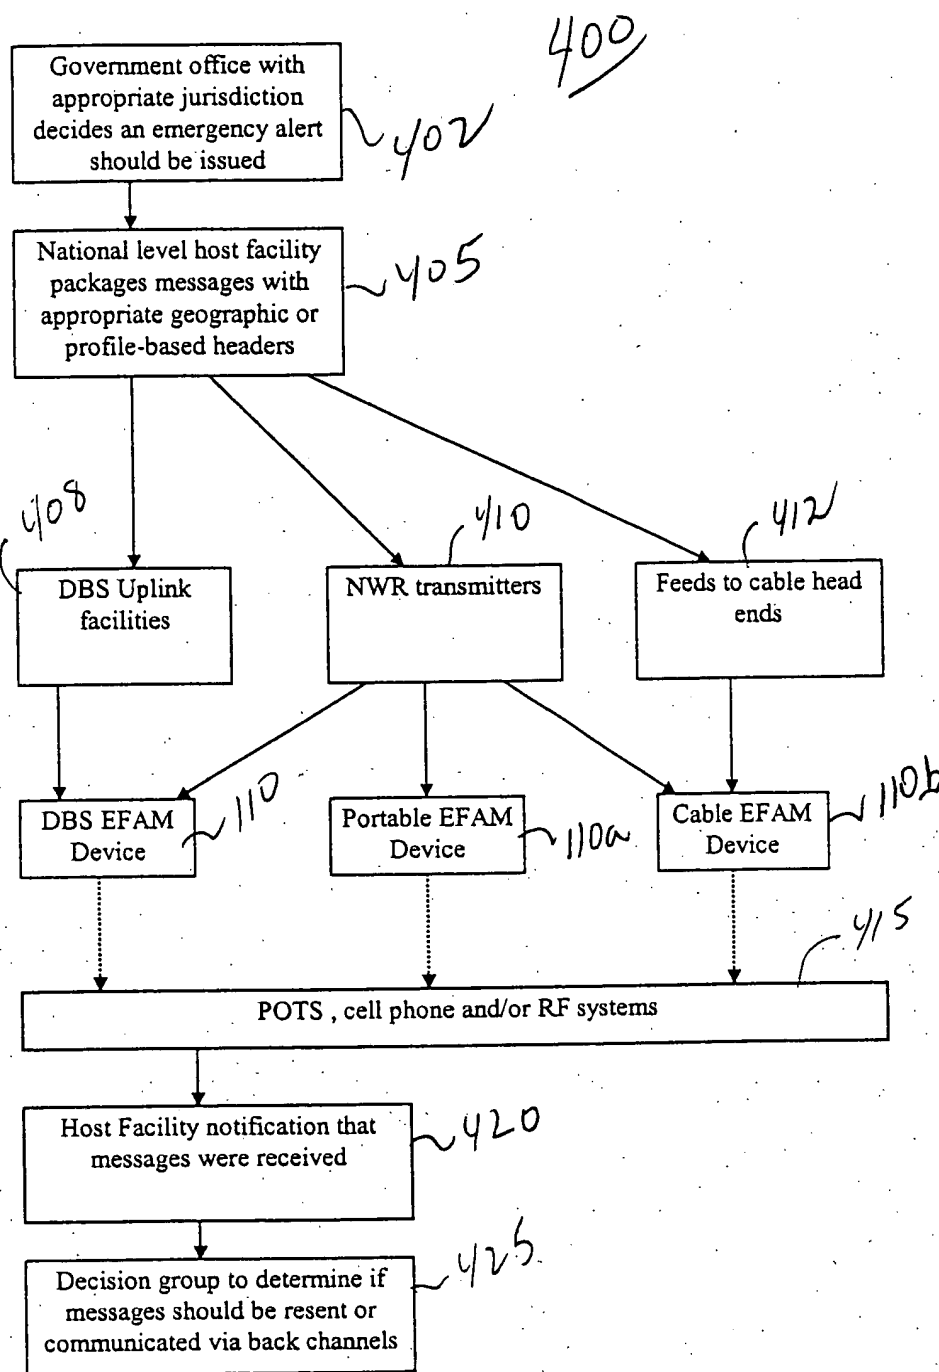 400
Government office with
appropriate jurisdiction
decides an emergency alert
should be issued
402
National level host facility
packages messages with
appropriate geographic or
profile-based headers
405
408
410
412
DBS Uplink
facilities
NWR transmitters
Feeds to cable head
ends
DBS EFAM
Device
110
Portable EFAM
Device
110a
Cable EFAM
Device
110b
415
POTS , cell phone and/or RF systems
Host Facility notification that
messages were received
420
Decision group to determine if
messages should be resent or
communicated via back channels
425